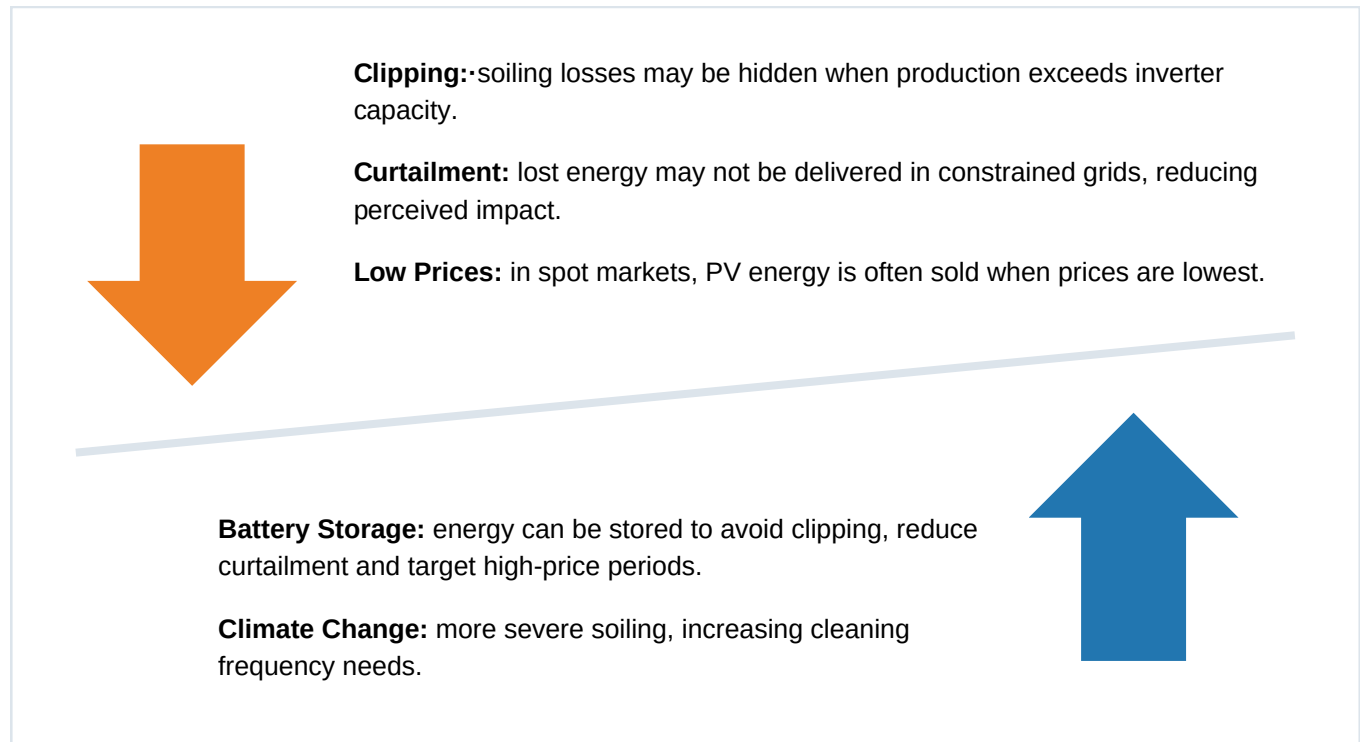 Clipping:·soiling losses may be hidden when production exceeds inverter
capacity.
Curtailment: lost energy may not be delivered in constrained grids, reducing
perceived impact.
Low Prices: in spot markets, PV energy is often sold when prices are lowest.
Battery Storage: energy can be stored to avoid clipping, reduce
curtailment and target high-price periods.
Climate Change: more severe soiling, increasing cleaning
frequency needs.